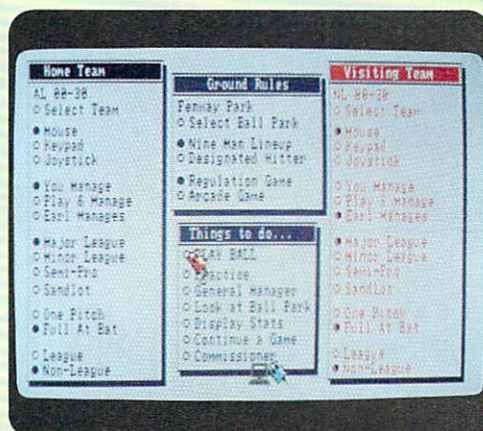 Home Team
AL 00-30
Select Team
Mouse
Keypad
Joystick
You Manage
Play & Manage
Earl Manages
Major League
Minor League
Semi-Pro
Sandlot
One Pitch
Full At Bat
League
Non-League
Ground Rules
Fenway Park
Select Ball Park
Nine Man Lineup
Designated Hitter
Regulation Game
Arcade Game
Things to do...
PLAY BALL
Practice
General Manager
Look at Ball Park
Display Stats
Continue a Game
Commissioner
Visiting Team
NL 00-30
Select Team
Mouse
Keypad
Joystick
You Manage
Play & Manage
Earl Manages
Major League
Minor League
Semi-Pro
Sandlot
One Pitch
Full At Bat
League
Non-League